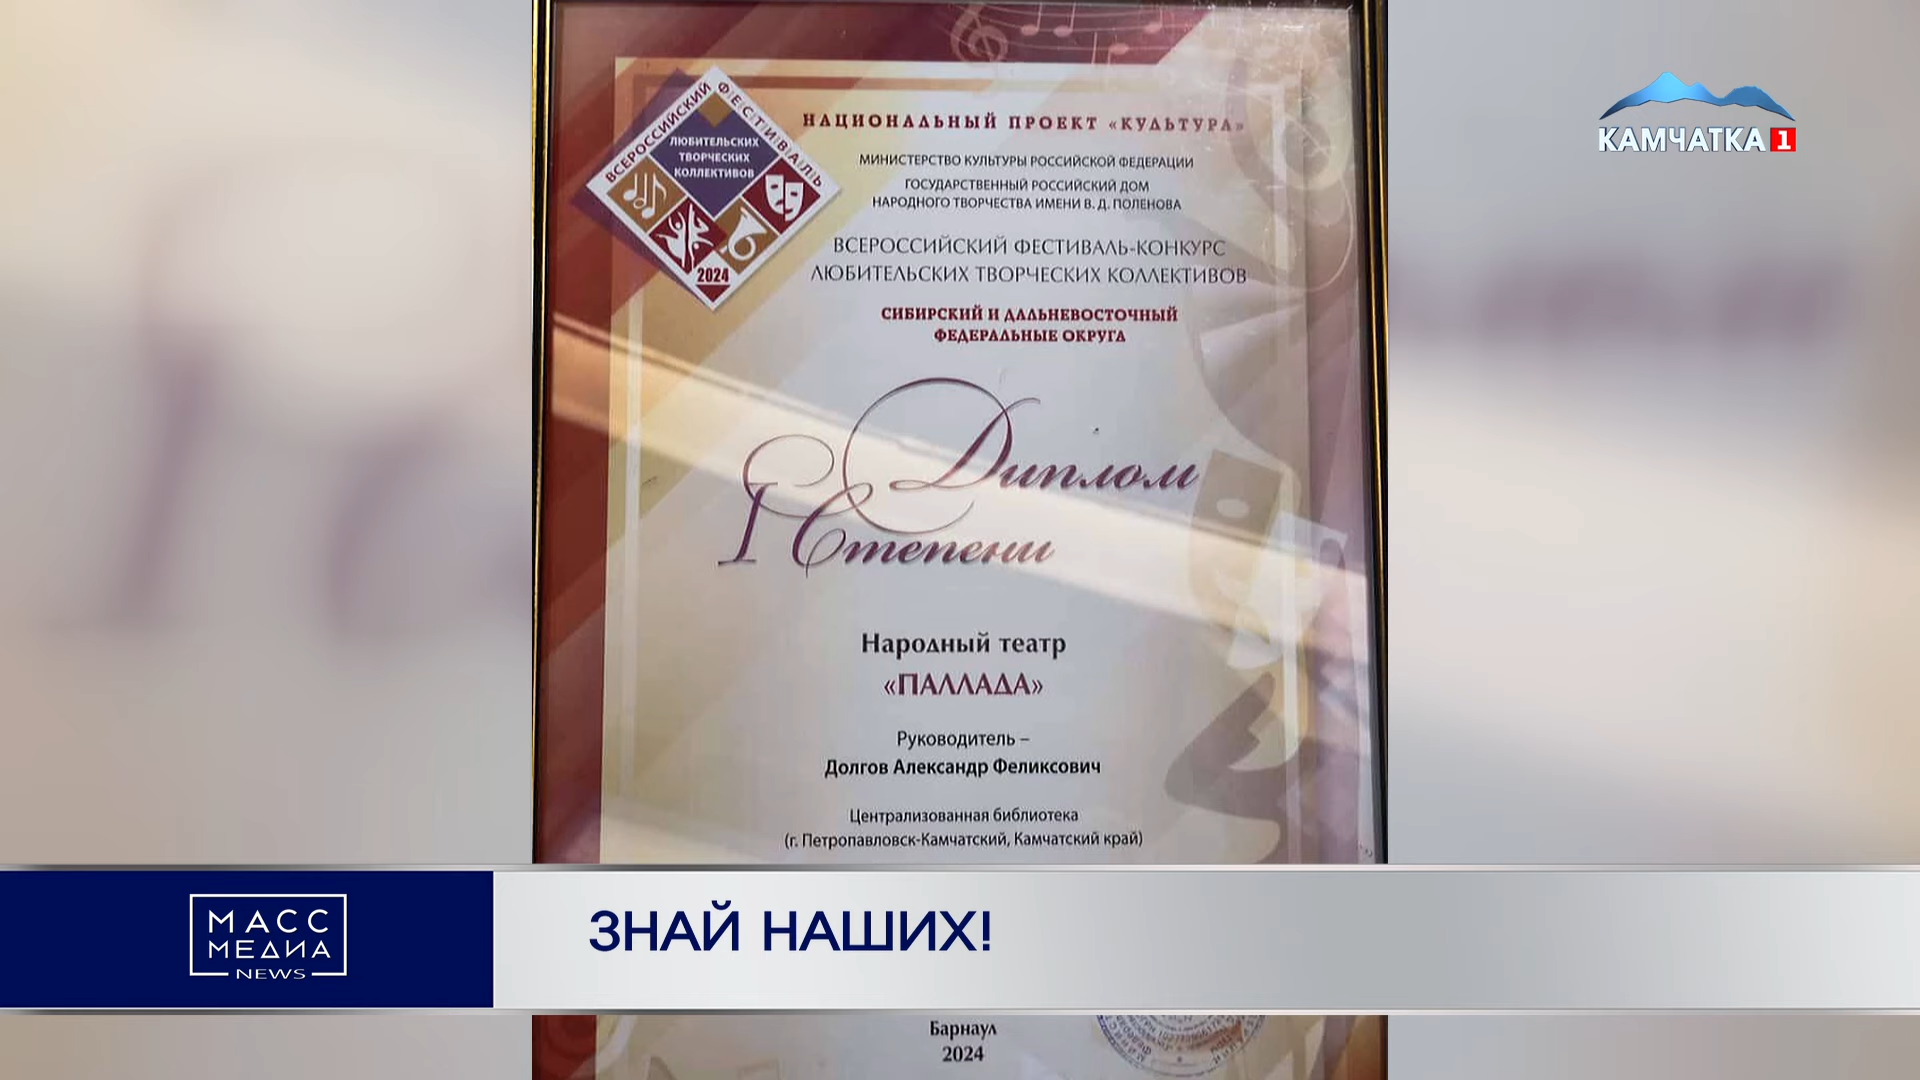 ВСЕРОССИЙСКИЙ ФЕСТИВАЛЬ
ЛЮБИТЕЛЬСКИХ
ТВОРЧЕСКИХ
КОЛЛЕКТИВОВ
2024
НАЦИОНАЛЬНЫЙ ПРОЕКТ «КУЛЬТУРА»
МИНИСТЕРСТВО КУЛЬТУРЫ РОССИЙСКОЙ ФЕДЕРАЦИИ
ГОСУДАРСТВЕННЫЙ РОССИЙСКИЙ ДОМ
НАРОДНОГО ТВОРЧЕСТВА ИМЕНИ В. Д. ПОЛЕНОВА
ВСЕРОССИЙСКИЙ ФЕСТИВАЛЬ-КОНКУРС
ЛЮБИТЕЛЬСКИХ ТВОРЧЕСКИХ КОЛЛЕКТИВОВ
СИБИРСКИЙ И ДАЛЬНЕВОСТОЧНЫЙ
ФЕДЕРАЛЬНЫЕ ОКРУГА
Диплом
I Степени
Народный театр
«ПАЛЛАДА»
Руководитель –
Долгов Александр Феликсович
Централизованная библиотека
(г. Петропавловск-Камчатский, Камчатский край)
КАМЧАТКА 1
МАСС
МЕДИА
NEWS
ЗНАЙ НАШИХ!
Барнаул
2024